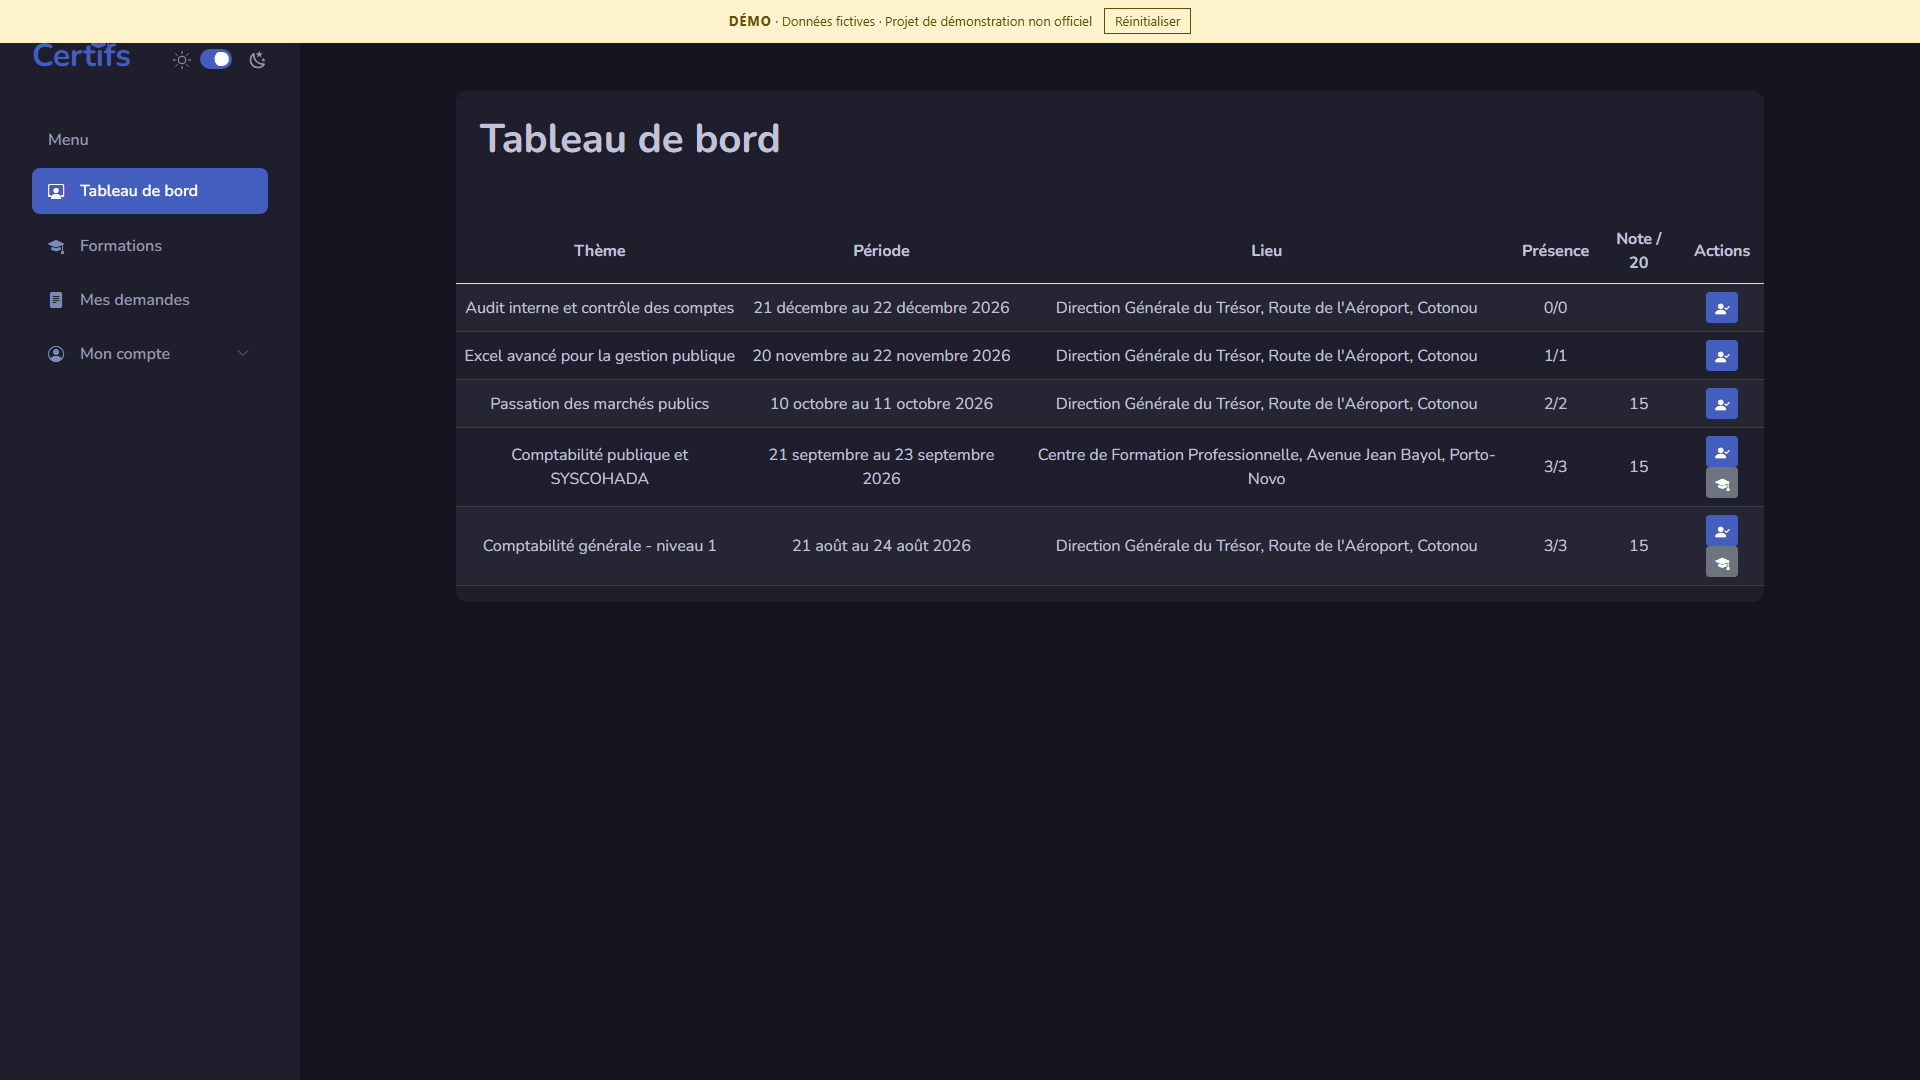 DÉMO · Données fictives · Projet de démonstration non officiel Réinitialiser
Certifs
Menu
Tableau de bord
Formations
Mes demandes
Mon compte
Tableau de bord
Thème Période Lieu Présence Note / 20 Actions
Audit interne et contrôle des comptes 21 décembre au 22 décembre 2026 Direction Générale du Trésor, Route de l'Aéroport, Cotonou 0/0
Excel avancé pour la gestion publique 20 novembre au 22 novembre 2026 Direction Générale du Trésor, Route de l'Aéroport, Cotonou 1/1
Passation des marchés publics 10 octobre au 11 octobre 2026 Direction Générale du Trésor, Route de l'Aéroport, Cotonou 2/2 15
Comptabilité publique et SYSCOHADA 21 septembre au 23 septembre 2026 Centre de Formation Professionnelle, Avenue Jean Bayol, Porto-Novo 3/3 15
Comptabilité générale - niveau 1 21 août au 24 août 2026 Direction Générale du Trésor, Route de l'Aéroport, Cotonou 3/3 15